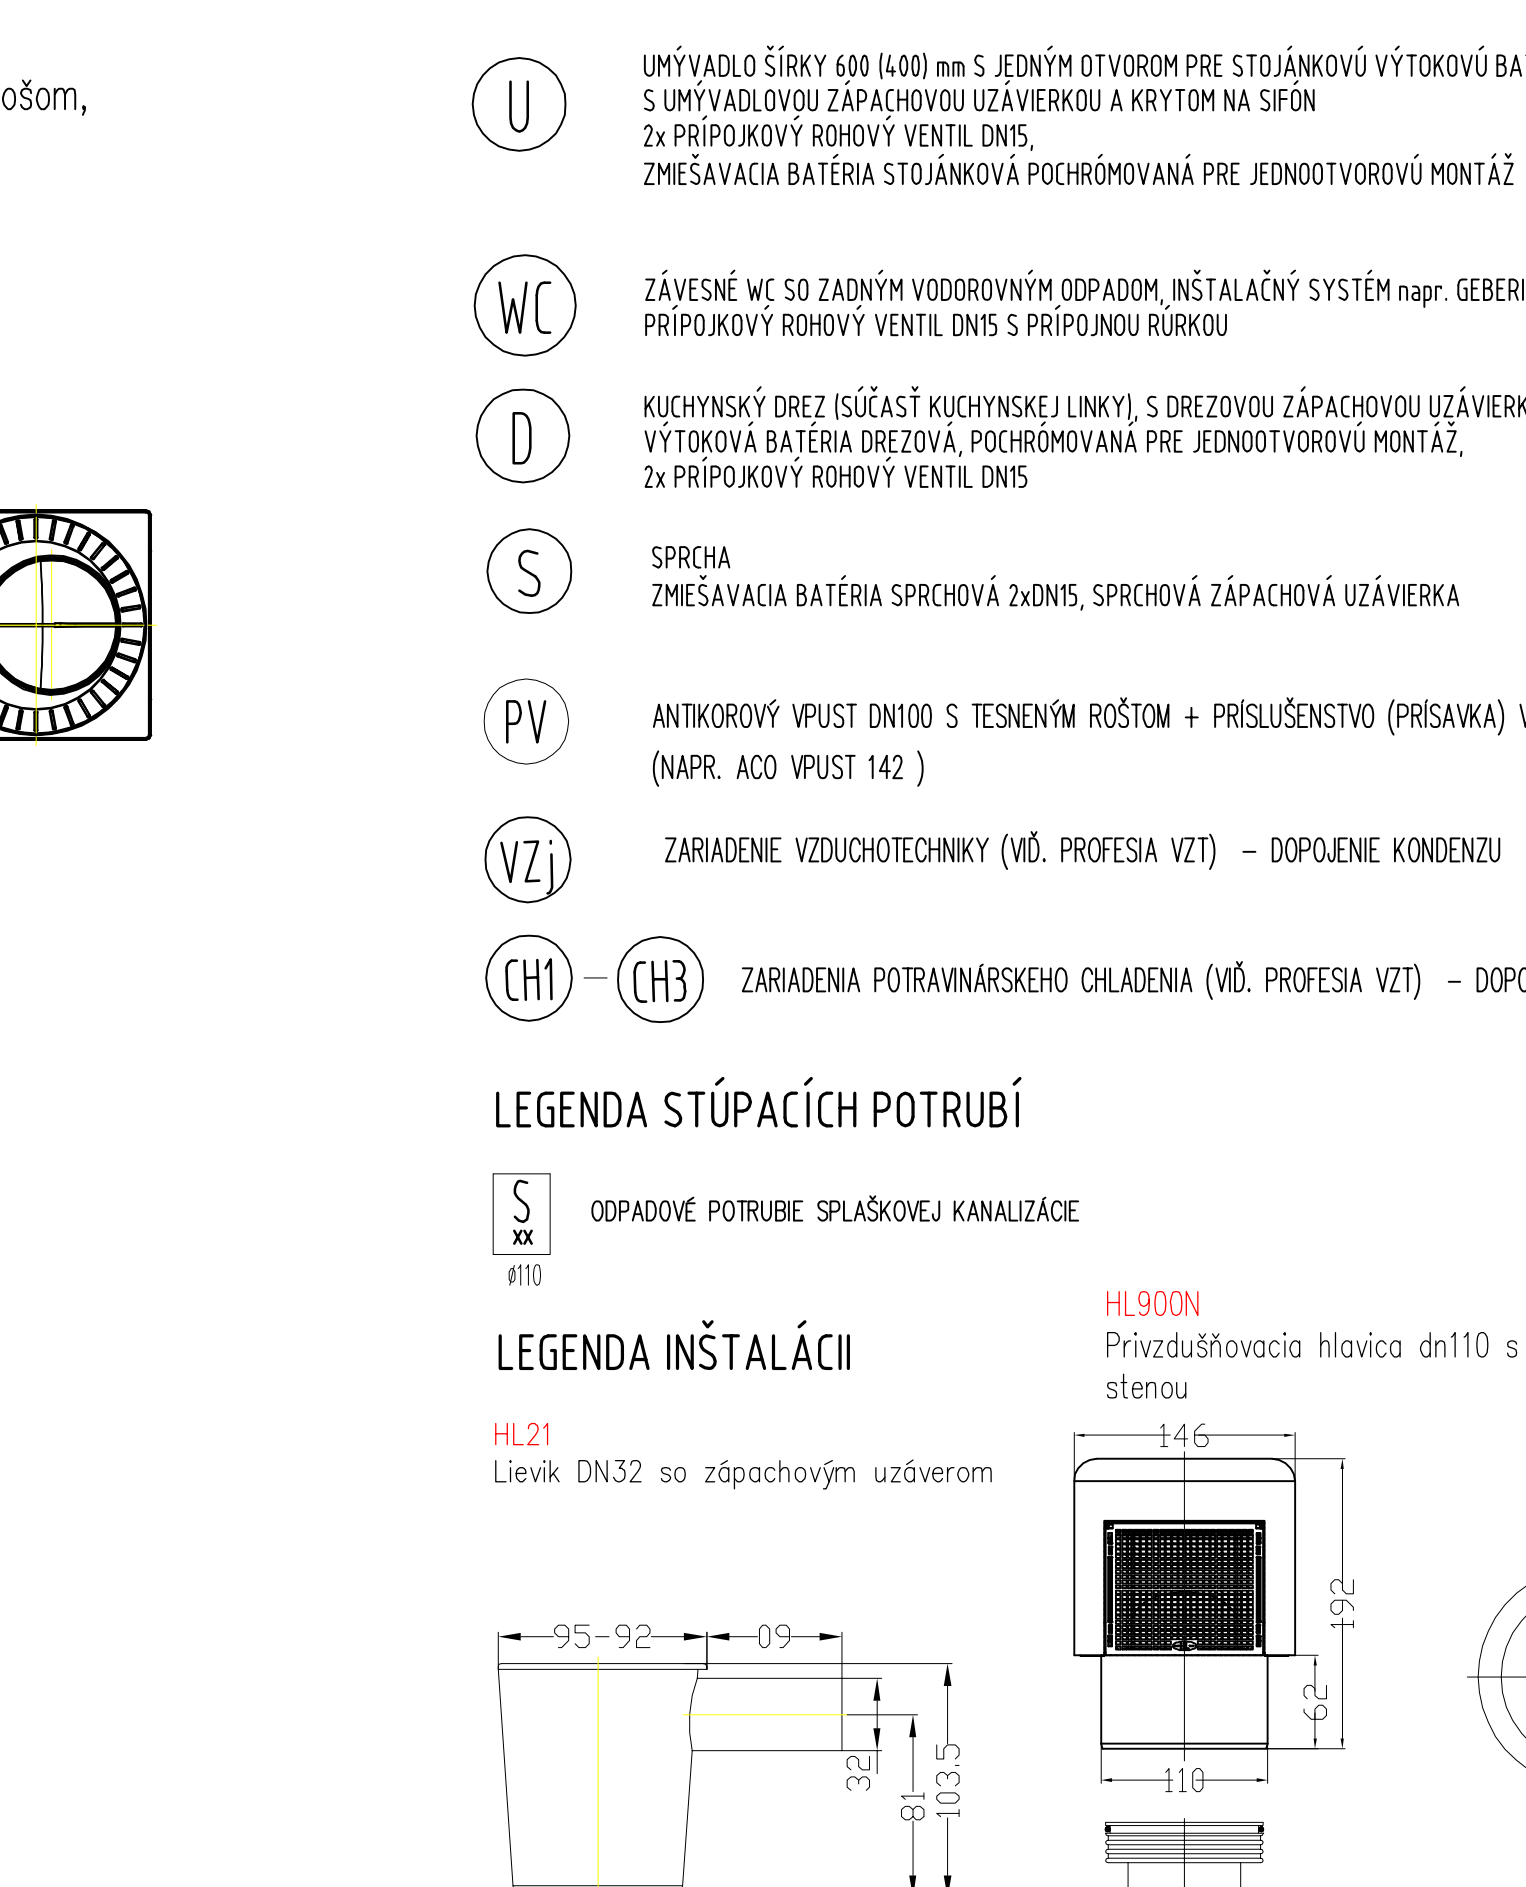 ošom,
U
UMÝVADLO ŠÍRKY 600 (400) mm S JEDNÝM OTVOROM PRE STOJÁNKOVÚ VÝTOKOVÚ
S UMÝVADLOVOU ZÁPACHOVOU UZÁVIERKOU A KRYTOM NA SIFÓN
2x PRÍPOJKOVÝ ROHOVÝ VENTIL DN15,
ZMIEŠAVACIA BATÉRIA STOJÁNKOVÁ POCHRÓMOVANÁ PRE JEDNOOTVOROVÚ MONTÁŽ
WC
ZÁVESNÉ WC SO ZADNÝM VODOROVNÝM ODPADOM, INŠTALAČNÝ SYSTÉM napr. GEBERI
PRÍPOJKOVÝ ROHOVÝ VENTIL DN15 S PRÍPOJNOU RÚRKOU
D
KUCHYNSKÝ DREZ (SÚČASŤ KUCHYNSKEJ LINKY), S DREZOVOU ZÁPACHOVOU UZÁVIERK
VÝTOKOVÁ BATÉRIA DREZOVÁ, POCHRÓMOVANÁ PRE JEDNOOTVOROVÚ MONTÁŽ,
2x PRÍPOJKOVÝ ROHOVÝ VENTIL DN15
S
SPRCHA
ZMIEŠAVACIA BATÉRIA SPRCHOVÁ 2xDN15, SPRCHOVÁ ZÁPACHOVÁ UZÁVIERKA
PV
ANTIKOROVÝ VPUST DN100 S TESNENÝM ROŠTOM + PRÍSLUŠENSTVO (PRÍSAVKA) V
(NAPR. ACO VPUST 142 )
VZj
ZARIADENIE VZDUCHOTECHNIKY (VIĎ. PROFESIA VZT) – DOPOJENIE KONDENZU
CH1 – CH3
ZARIADENIA POTRAVINÁRSKEHO CHLADENIA (VIĎ. PROFESIA VZT) – DOPO
LEGENDA STÚPACÍCH POTRUBÍ
S
xx
ø110
ODPADOVÉ POTRUBIE SPLAŠKOVEJ KANALIZÁCIE
LEGENDA INŠTALÁCII
HL900N
Privzdušňovacia hlavica dn110 s
stenou
HL21
Lievik DN32 so zápachovým uzáverom
146
192
62
110
95-92
09
32
81
103.5